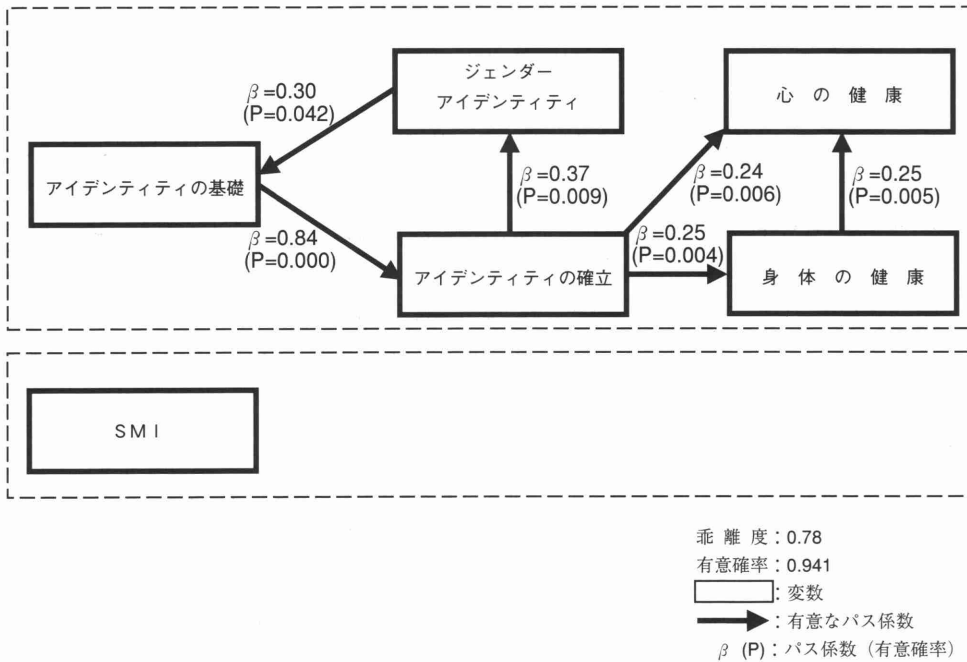 ジェンダー
アイデンティティ
心の健康
β=0.30
(P=0.042)
アイデンティティの基礎
β=0.37
(P=0.009)
β=0.24
(P=0.006)
β=0.25
(P=0.005)
β=0.84
(P=0.000)
β=0.25
(P=0.004)
アイデンティティの確立
身体の健康
SMI
乖離度：0.78
有意確率：0.941
：変数
：有意なパス係数
β (P)：パス係数（有意確率）